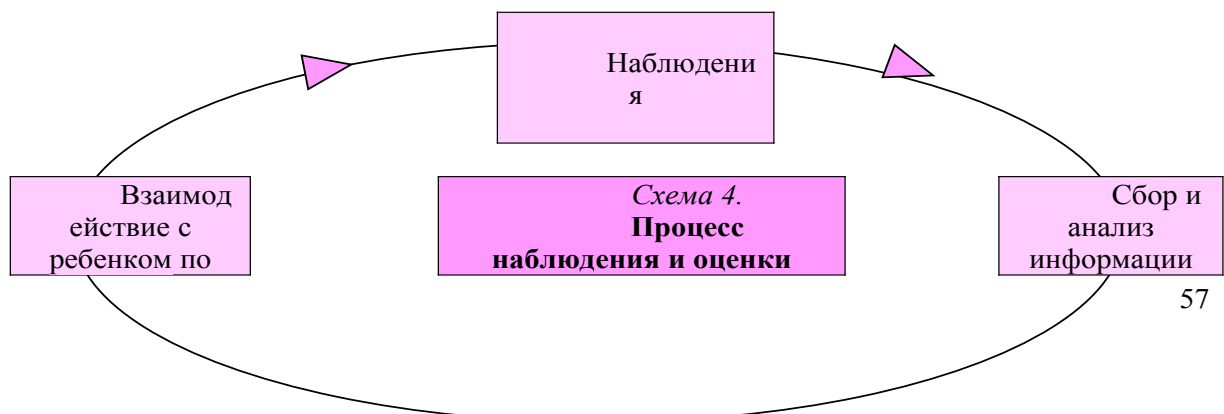 Наблюдени
я
Взаимод
ействие с
ребенком по
Схема 4.
Процесс
наблюдения и оценки
Сбор и
анализ
информации
57